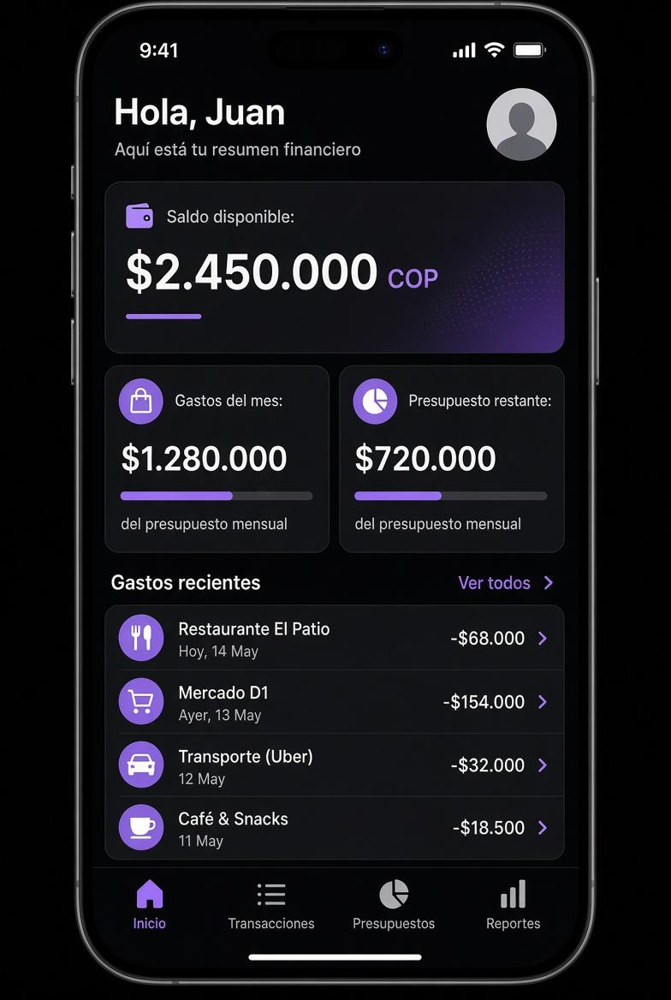 9:41
Hola, Juan
Aquí está tu resumen financiero
Saldo disponible:
$2.450.000 COP
Gastos del mes:
$1.280.000
del presupuesto mensual
Presupuesto restante:
$720.000
del presupuesto mensual
Gastos recientes
Ver todos
Restaurante El Patio
Hoy, 14 May
-$68.000
Mercado D1
Ayer, 13 May
-$154.000
Transporte (Uber)
12 May
-$32.000
Café & Snacks
11 May
-$18.500
Inicio
Transacciones
Presupuestos
Reportes